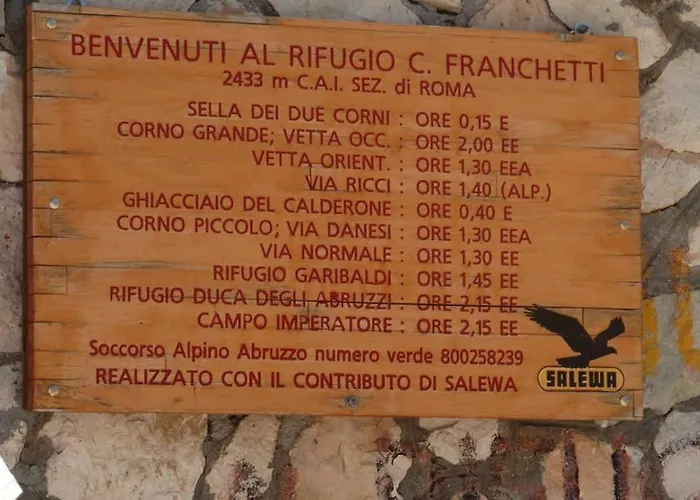 BENVENUTI AL RIFUGIO C. FRANCHETTI
2433 m C.A.I. SEZ. di ROMA
SELLA DEI DUE CORNI : ORE 0,15 E
CORNO GRANDE; VETTA OCC. : ORE 2,00 EE
VETTA ORIENT. : ORE 1,30 EEA
VIA RICCI : ORE 1,40 (ALP.)
GHIACCIAIO DEL CALDERONE : ORE 0,40 E
CORNO PICCOLO; VIA DANESI : ORE 1,30 EEA
VIA NORMALE : ORE 1,30 EE
RIFUGIO GARIBALDI : ORE 1,45 EE
RIFUGIO DUCA DEGLI ABRUZZI : ORE 2,15 EE
CAMPO IMPERATORE : ORE 2,15 EE
Soccorso Alpino Abruzzo numero verde 800258239
REALIZZATO CON IL CONTRIBUTO DI SALEWA
SALEWA
SALEWA